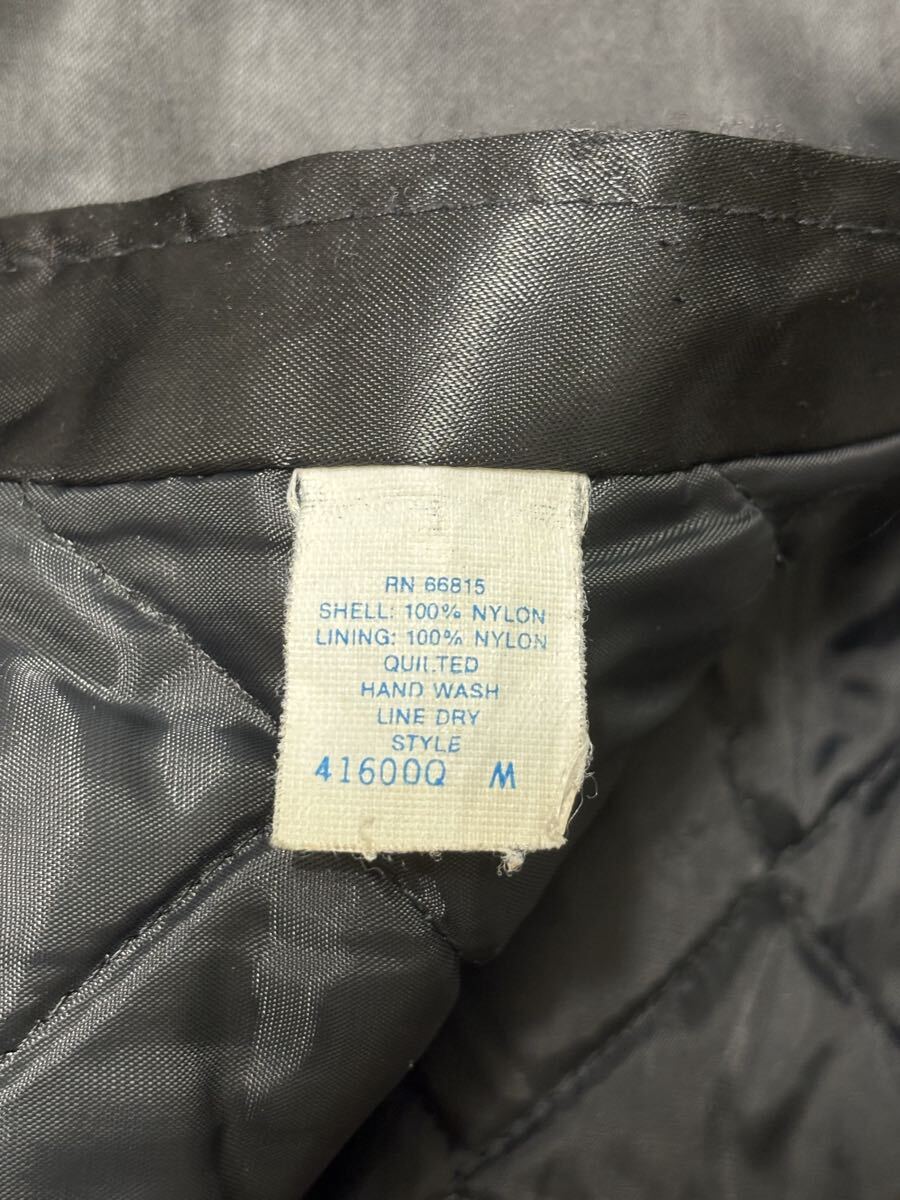 RN 66815
SHELL: 100% NYLON
LINING: 100% NYLON
QUILTED
HAND WASH
LINE DRY
STYLE
41600Q M